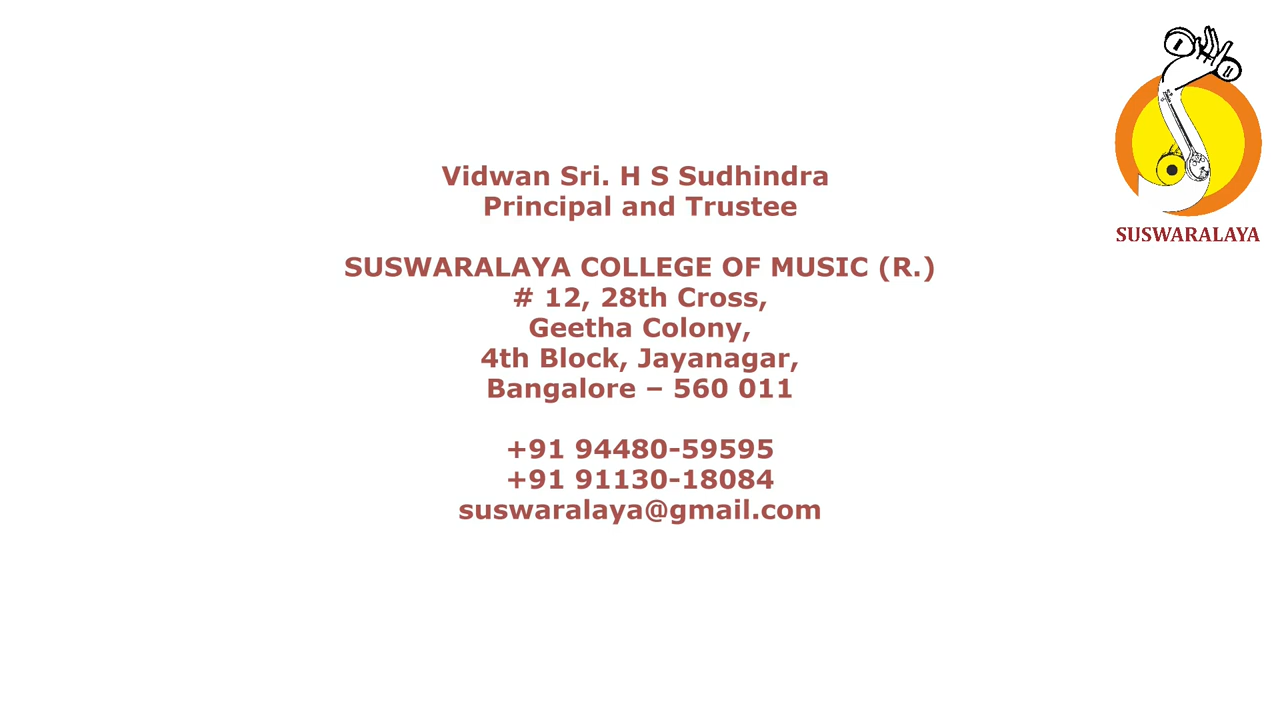 Vidwan Sri. H S Sudhindra
Principal and Trustee
SUSWARALAYA COLLEGE OF MUSIC (R.)
# 12, 28th Cross,
Geetha Colony,
4th Block, Jayanagar,
Bangalore – 560 011
+91 94480-59595
+91 91130-18084
suswaralaya@gmail.com
SUSWARALAYA